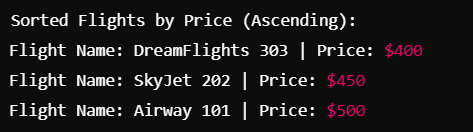 Sorted Flights by Price (Ascending):
Flight Name: DreamFlights 303 | Price: $400
Flight Name: SkyJet 202 | Price: $450
Flight Name: Airway 101 | Price: $500